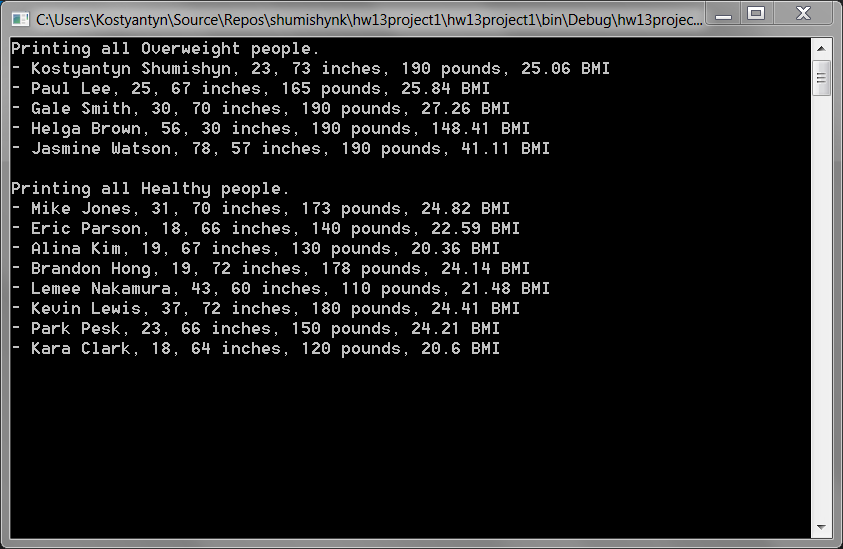 C:\Users\Kostyantyn\Source\Repos\shumishynk\hw13project1\hw13project1\bin\Debug\hw13projec...
Printing all Overweight people.
- Kostyantyn Shumishyn, 23, 73 inches, 190 pounds, 25.06 BMI
- Paul Lee, 25, 67 inches, 165 pounds, 25.84 BMI
- Gale Smith, 30, 70 inches, 190 pounds, 27.26 BMI
- Helga Brown, 56, 30 inches, 190 pounds, 148.41 BMI
- Jasmine Watson, 78, 57 inches, 190 pounds, 41.11 BMI
Printing all Healthy people.
- Mike Jones, 31, 70 inches, 173 pounds, 24.82 BMI
- Eric Parson, 18, 66 inches, 140 pounds, 22.59 BMI
- Alina Kim, 19, 67 inches, 130 pounds, 20.36 BMI
- Brandon Hong, 19, 72 inches, 178 pounds, 24.14 BMI
- Lemee Nakamura, 43, 60 inches, 110 pounds, 21.48 BMI
- Kevin Lewis, 37, 72 inches, 180 pounds, 24.41 BMI
- Park Pesk, 23, 66 inches, 150 pounds, 24.21 BMI
- Kara Clark, 18, 64 inches, 120 pounds, 20.6 BMI